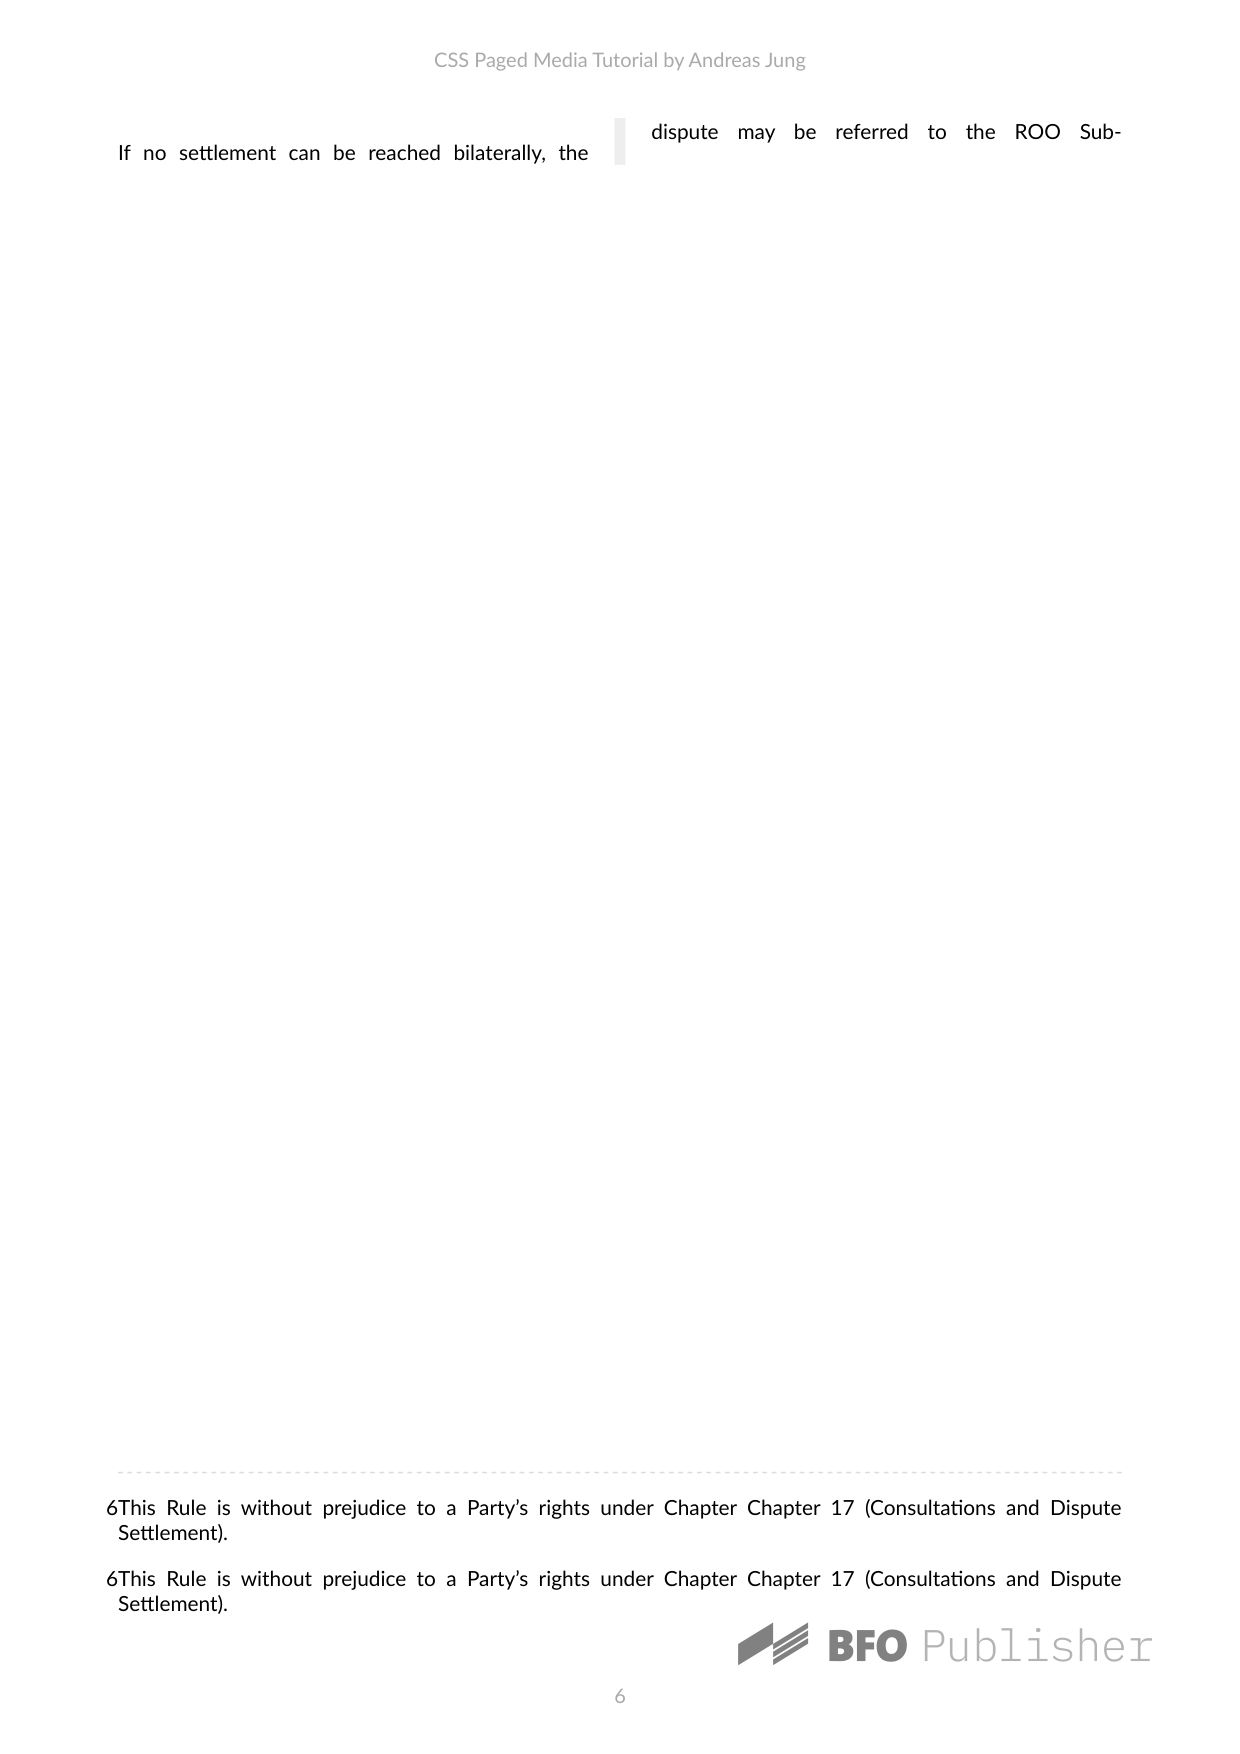 CSS Paged Media Tutorial by Andreas Jung
If no settlement can be reached bilaterally, the
dispute may be referred to the ROO Sub-
6This Rule is without prejudice to a Party’s rights under Chapter Chapter 17 (Consultations and Dispute
Settlement).
6This Rule is without prejudice to a Party’s rights under Chapter Chapter 17 (Consultations and Dispute
Settlement).
BFO Publisher
6